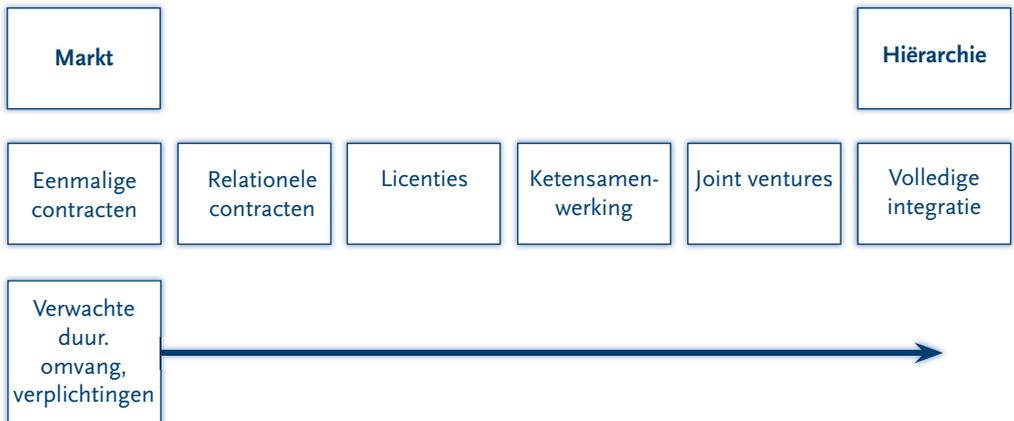 Markt
Hiërarchie
Eenmalige
contracten
Relationele
contracten
Licenties
Ketensamen-
werking
Joint ventures
Volledige
integratie
Verwachte
duur.
omvang,
verplichtingen